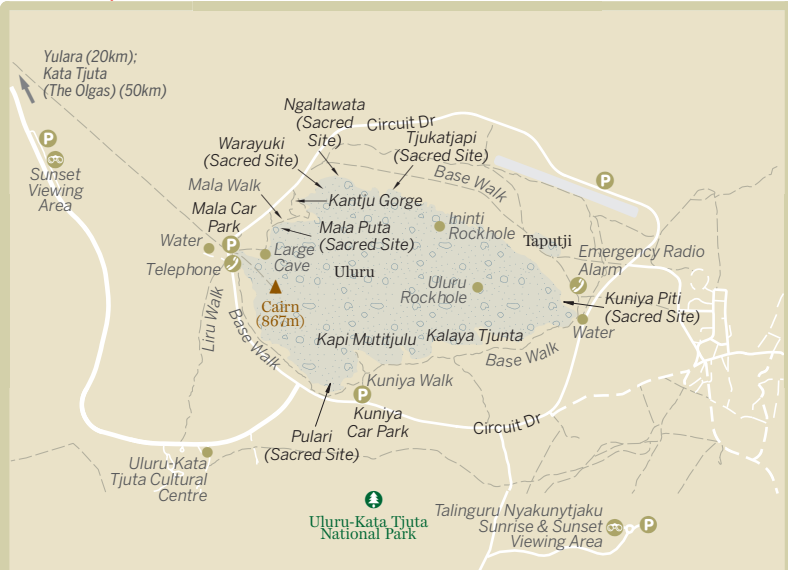 Yulara (20km);
Kata Tjuta
(The Olgas) (50km)
P
Sunset
Viewing
Area
Ngaltawata
(Sacred
Site)
Circuit Dr
Warayuki
(Sacred Site)
Tjukatjapi
(Sacred Site)
Mala Walk
Base Walk
P
Kantju Gorge
Mala Car
Park
P
Mala Puta
(Sacred Site)
Ininti
Rockhole
Taputji
Water
Telephone
Large
Cave
Uluru
Emergency Radio
Alarm
Uluru
Rockhole
Cairn
(867m)
Kuniya Piti
(Sacred Site)
Water
Liru Walk
Base Walk
Kapi Mutitjulu
Kalaya Tjunta
Base Walk
Kuniya Walk
P
Kuniya
Car Park
Circuit Dr
Pulari
(Sacred Site)
Uluru-Kata
Tjuta Cultural
Centre
Uluru-Kata Tjuta
National Park
Talinguru Nyakunytjaku
Sunrise & Sunset
Viewing Area
P